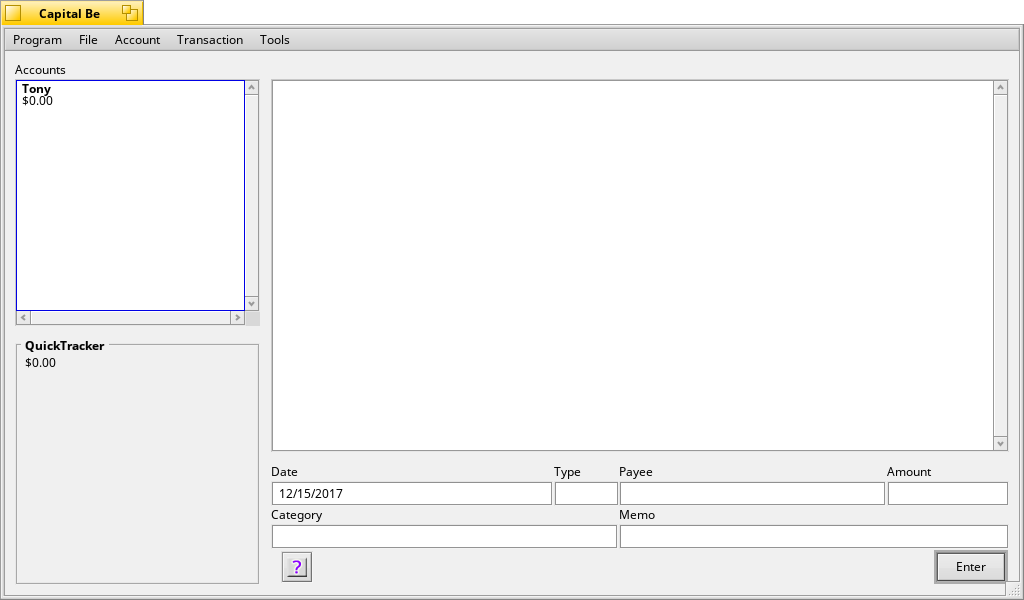 Capital Be
Program File Account Transaction Tools
Accounts
Tony
$0.00
QuickTracker
$0.00
Date Type Payee Amount
12/15/2017
Category Memo
? Enter